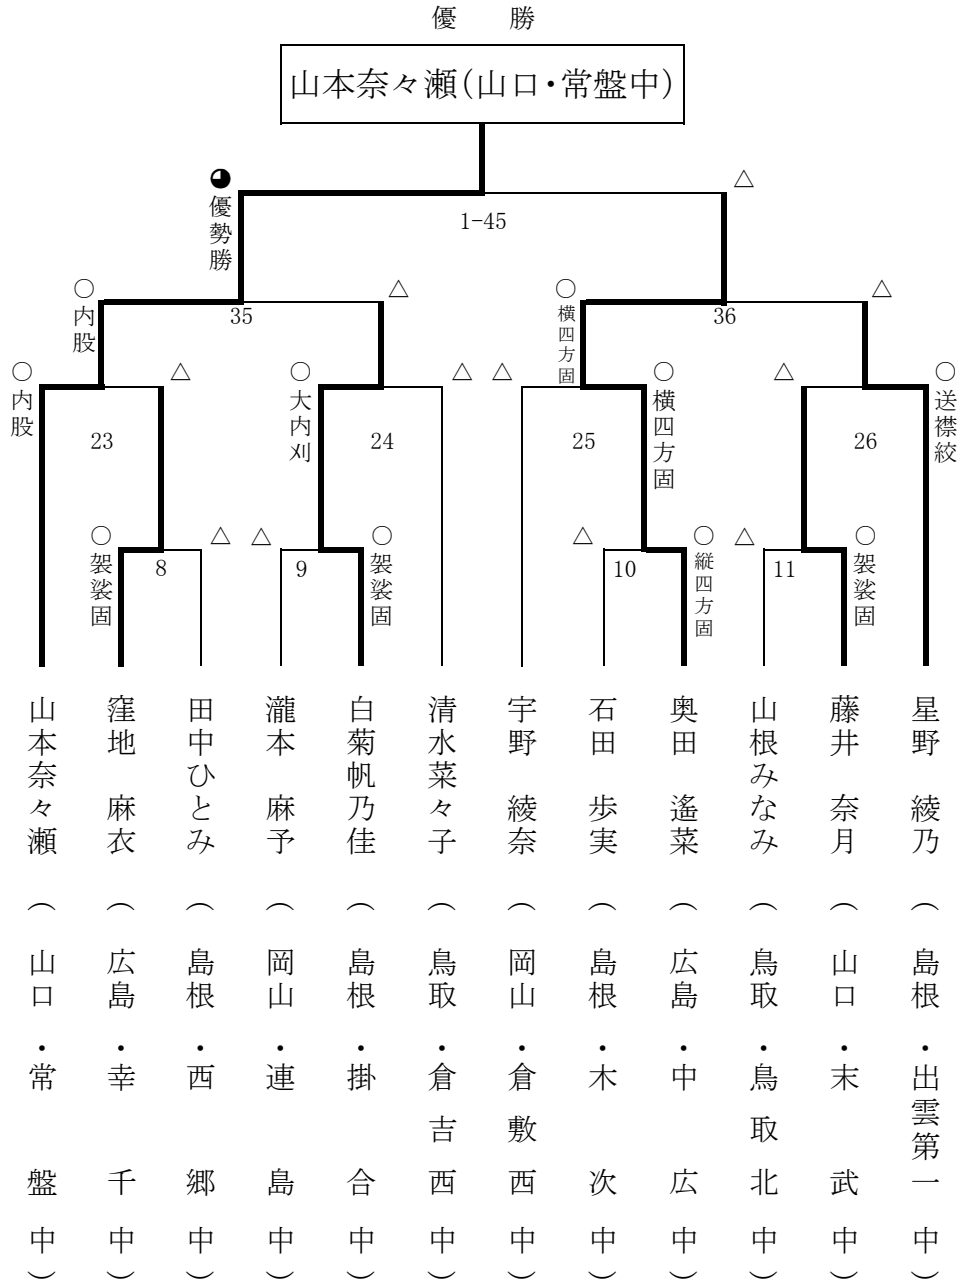 優　勝
山本奈々瀬(山口・常盤中)
◕優勢勝
△
1-45
○内股
△
○横四方固
△
35
36
○内股
△
○大内刈
△
△
○横四方固
△
○送襟絞
23
24
25
26
○袈裟固
△
△
○袈裟固
△
○縦四方固
△
○袈裟固
8
9
10
11
山本奈々瀬（山口・常盤中）
窪地　麻衣（広島・幸千中）
田中ひとみ（島根・西郷中）
瀧本　麻予（岡山・連島中）
白菊帆乃佳（島根・掛合中）
清水菜々子（鳥取・倉吉西中）
宇野　綾奈（岡山・倉敷西中）
石田　歩実（島根・木次中）
奥田　遙菜（広島・中広中）
山根みなみ（鳥取・鳥取北中）
藤井　奈月（山口・末武中）
星野　綾乃（島根・出雲第一中）